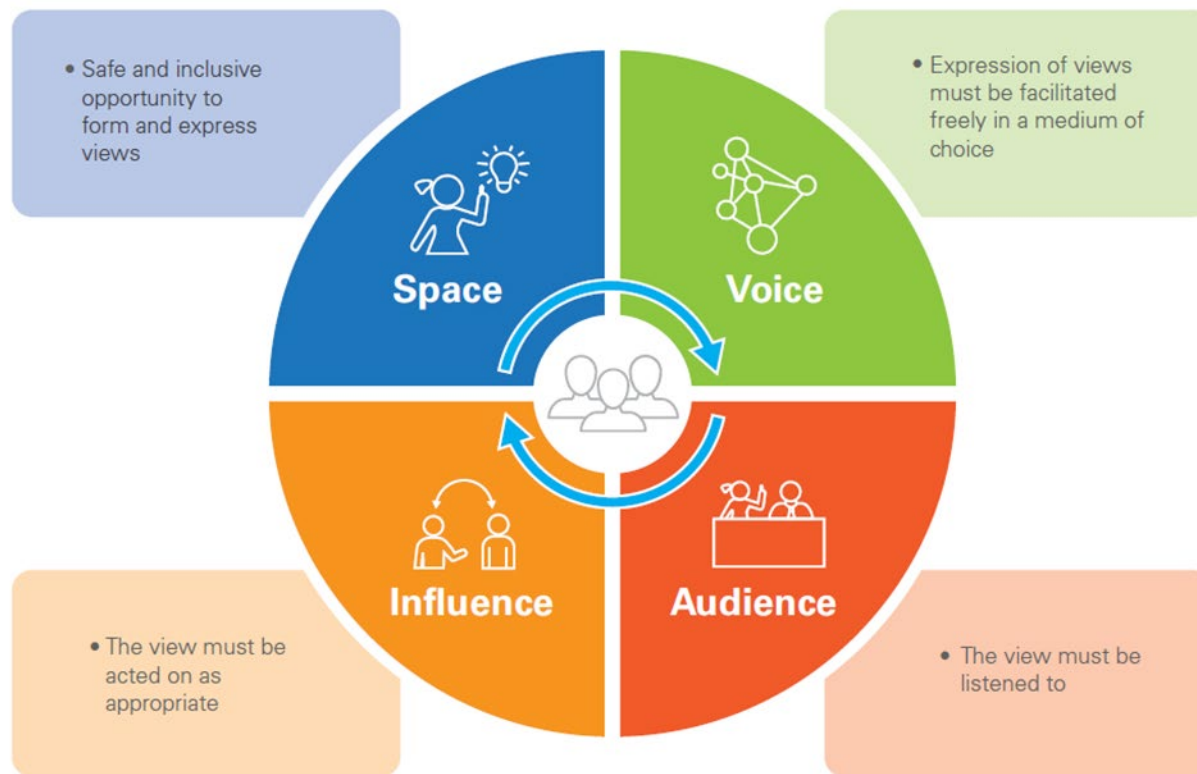 • Safe and inclusive
opportunity to
form and express
views
• Expression of views
must be facilitated
freely in a medium of
choice
Space
Voice
Influence
Audience
• The view must be
acted on as
appropriate
• The view must be
listened to